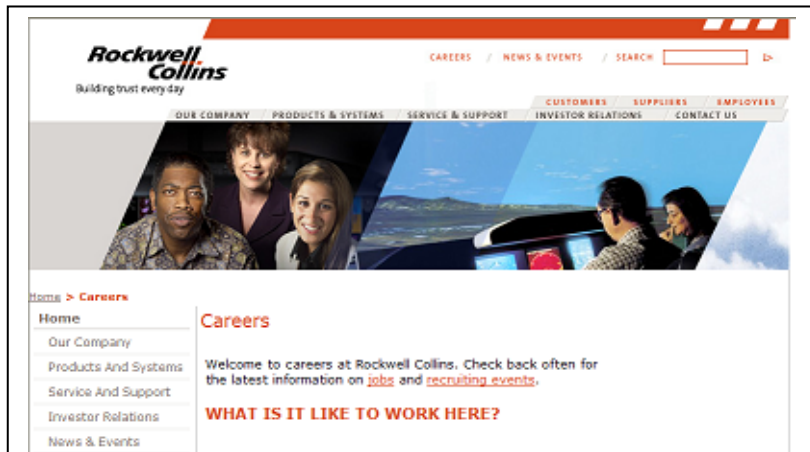 Rockwell
Collins
Building trust every day
CAREERS / NEWS & EVENTS / SEARCH
CUSTOMERS / SUPPLIERS / EMPLOYEES
OUR COMPANY / PRODUCTS & SYSTEMS / SERVICE & SUPPORT / INVESTOR RELATIONS / CONTACT US
Home > Careers
Home
Our Company
Products And Systems
Service And Support
Investor Relations
News & Events
Careers
Welcome to careers at Rockwell Collins. Check back often for
the latest information on jobs and recruiting events.
WHAT IS IT LIKE TO WORK HERE?